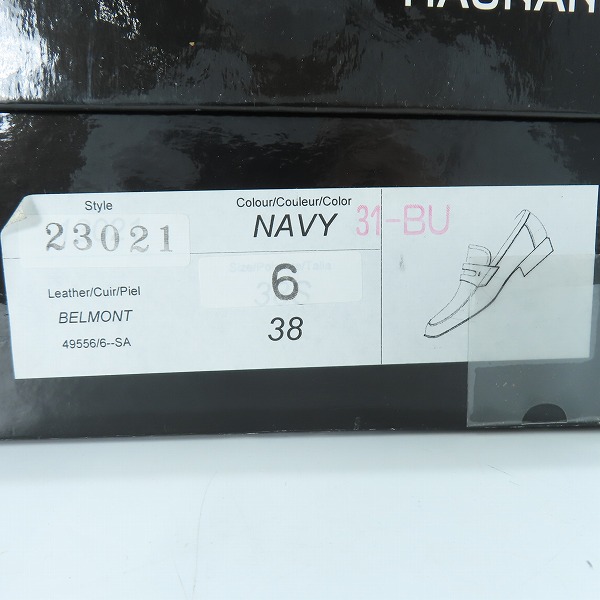 Style
23021
Colour/Couleur/Color
NAVY 31-BU
Leather/Cuir/Piel
BELMONT
49556/6--SA
6
38